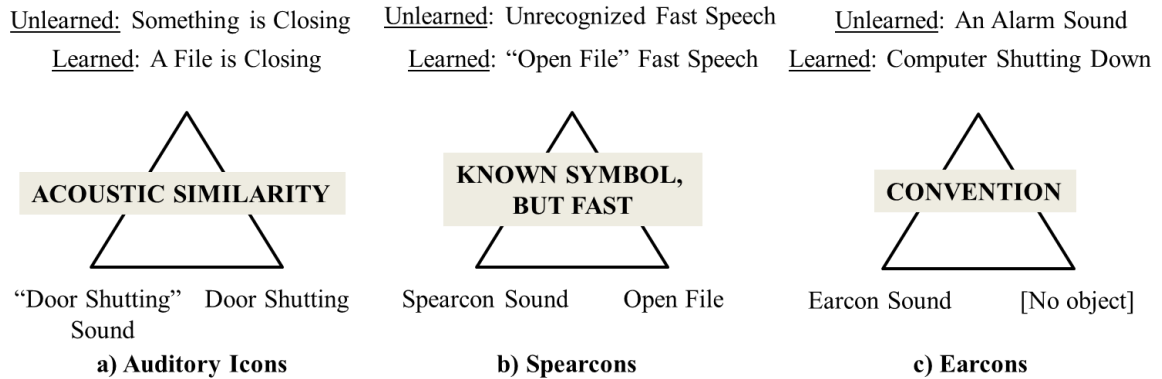 Unlearned: Something is Closing
Learned: A File is Closing
ACOUSTIC SIMILARITY
“Door Shutting” Sound
Door Shutting
a) Auditory Icons
Unlearned: Unrecognized Fast Speech
Learned: “Open File” Fast Speech
KNOWN SYMBOL,
BUT FAST
Spearcon Sound
Open File
b) Spearcons
Unlearned: An Alarm Sound
Learned: Computer Shutting Down
CONVENTION
Earcon Sound
[No object]
c) Earcons